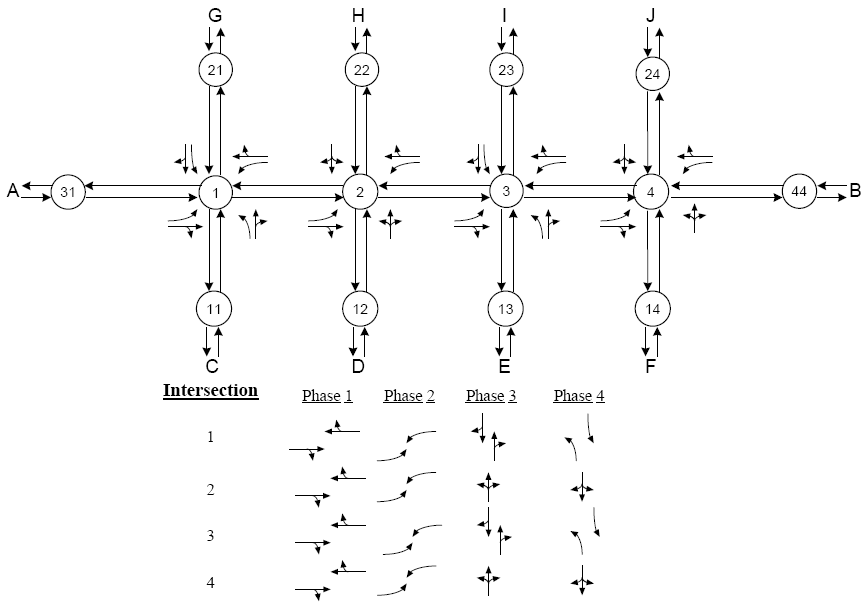 G H I J
21 22 23 24
A 31 1 2 3 4 44 B
11 12 13 14
C D E F
Intersection Phase 1 Phase 2 Phase 3 Phase 4
1
2
3
4